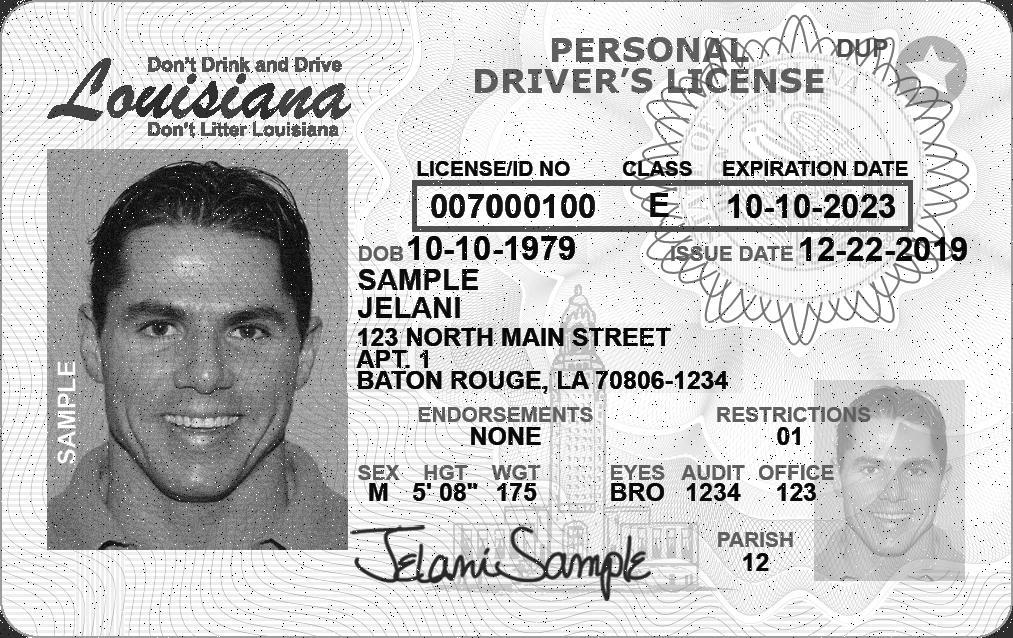 Don't Drink and Drive
Louisiana
Don't Litter Louisiana
PERSONAL
DRIVER'S LICENSE
DUP
LICENSE/ID NO CLASS EXPIRATION DATE
007000100 E 10-10-2023
DOB 10-10-1979 ISSUE DATE 12-22-2019
SAMPLE
JELANI
123 NORTH MAIN STREET
APT. 1
BATON ROUGE, LA 70806-1234
ENDORSEMENTS RESTRICTIONS
NONE 01
SEX HGT WGT EYES AUDIT OFFICE
M 5' 08" 175 BRO 1234 123
SAMPLE
Jelani Sample
PARISH
12